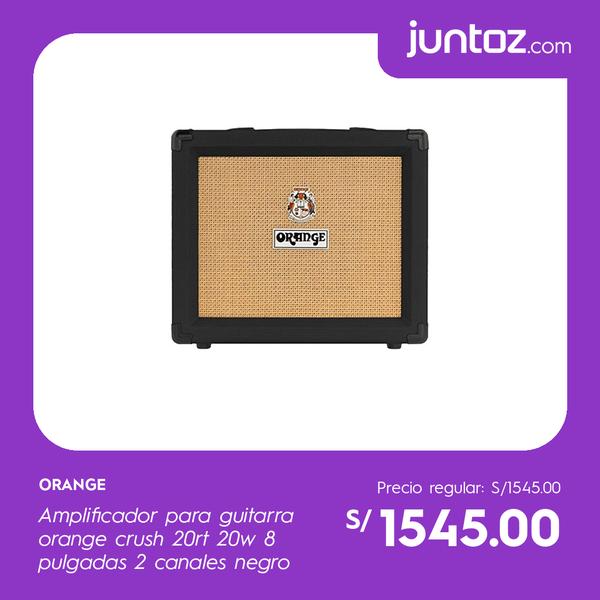 juntoz.com
ORANGE
ORANGE
Amplificador para guitarra
orange crush 20rt 20w 8
pulgadas 2 canales negro
Precio regular: S/1545.00
S/1545.00